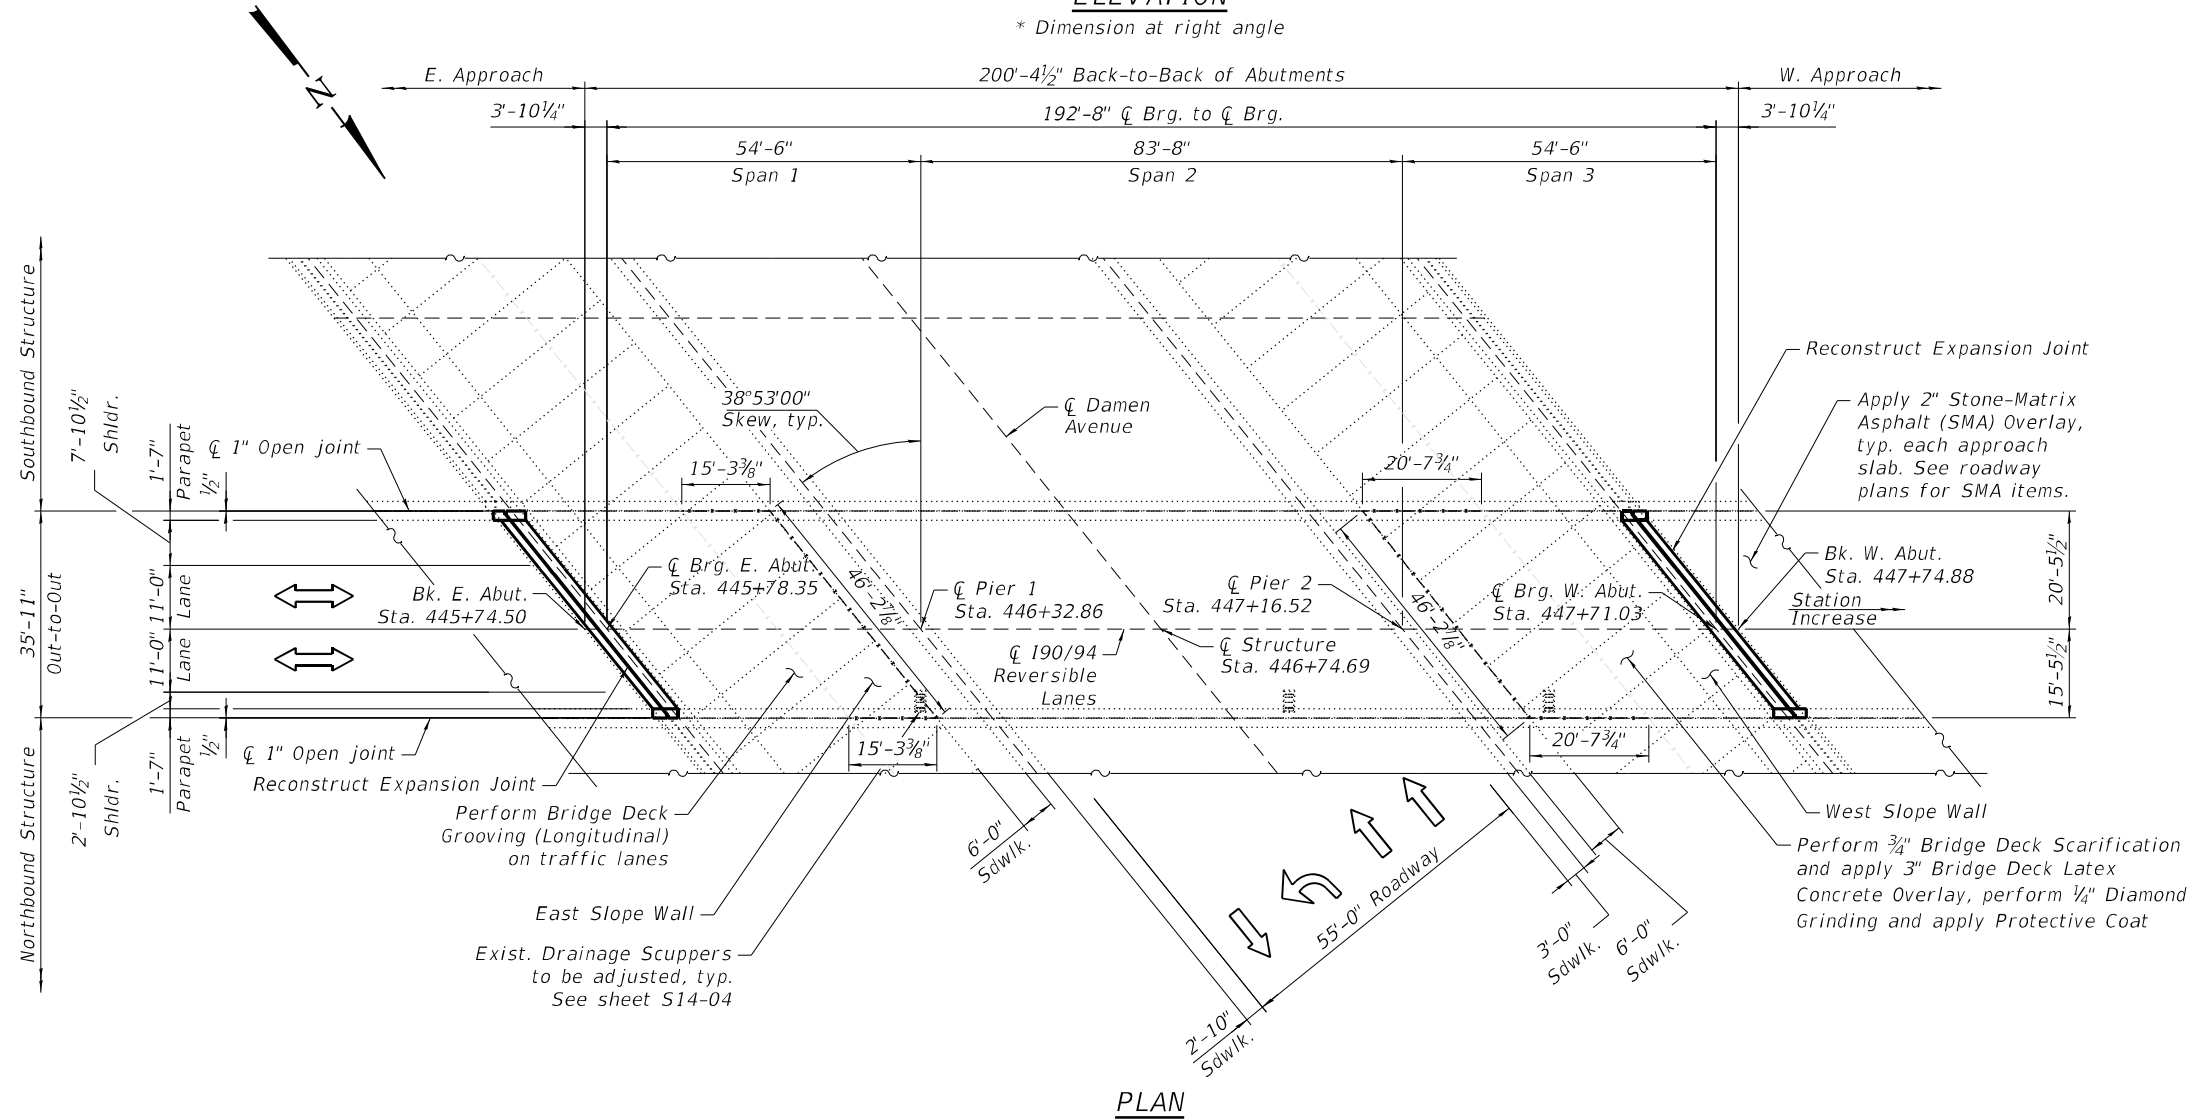 ELEVATION
* Dimension at right angle
N
E. Approach
200'-4½" Back-to-Back of Abutments
W. Approach
3'-10¼"
192'-8" ℄ Brg. to ℄ Brg.
3'-10¼"
54'-6"
83'-8"
54'-6"
Span 1
Span 2
Span 3
Southbound Structure
35'-11"
Out-to-Out
Northbound Structure
7'-10½"
Shldr.
1'-7"
Parapet
½"
11'-0"
Lane
11'-0"
Lane
2'-10½"
Shldr.
1'-7"
Parapet
½"
℄ 1" Open joint
38°53'00"
Skew, typ.
15'-3⅜"
℄ Damen
Avenue
20'-7¾"
Reconstruct Expansion Joint
Apply 2" Stone-Matrix
Asphalt (SMA) Overlay,
typ. each approach
slab. See roadway
plans for SMA items.
Bk. E. Abut.
Sta. 445+74.50
℄ Brg. E. Abut.
Sta. 445+78.35
46'-2⅞"
℄ Pier 1
Sta. 446+32.86
℄ I90/94
Reversible
Lanes
℄ Structure
Sta. 446+74.69
℄ Pier 2
Sta. 447+16.52
46'-2⅞"
℄ Brg. W. Abut.
Sta. 447+71.03
Bk. W. Abut.
Sta. 447+74.88
Station
Increase
20'-5½"
15'-5½"
℄ 1" Open joint
Reconstruct Expansion Joint
Perform Bridge Deck
Grooving (Longitudinal)
on traffic lanes
East Slope Wall
Exist. Drainage Scuppers
to be adjusted, typ.
See sheet S14-04
15'-3⅜"
6'-0"
Sdwlk.
2'-10"
Sdwlk.
55'-0" Roadway
3'-0"
Sdwlk.
6'-0"
Sdwlk.
20'-7¾"
West Slope Wall
Perform ¾" Bridge Deck Scarification
and apply 3" Bridge Deck Latex
Concrete Overlay, perform ¼" Diamond
Grinding and apply Protective Coat
PLAN